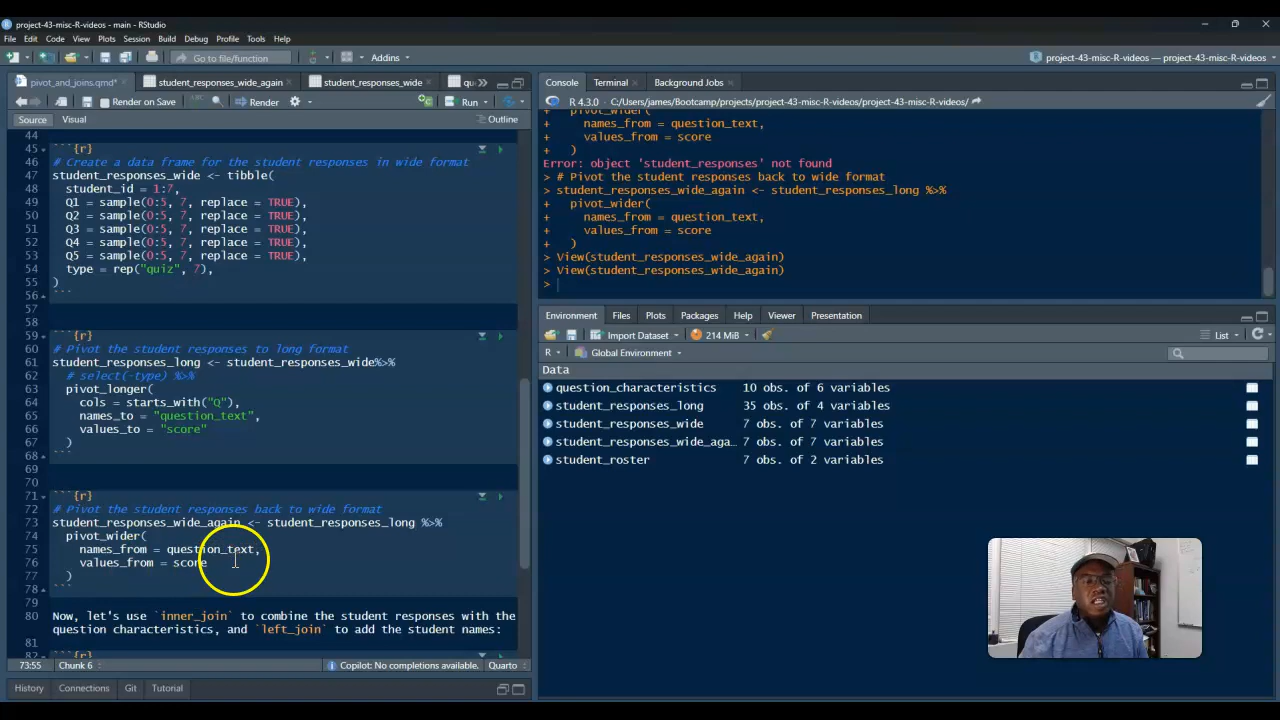 project-43-misc-R-videos - main - RStudio
File Edit Code View Plots Session Build Debug Profile Tools Help
Go to file/function
Addins
project-43-misc-R-videos — project-43-misc-R-videos
pivot_and_joins.qmd*
student_responses_wide_again
student_responses_wide
Render on Save
Render
Run
Source Visual
Outline
44
45 ```{r}
46 # Create a data frame for the student responses in wide format
47 student_responses_wide <- tibble(
48 student_id = 1:7,
49 Q1 = sample(0:5, 7, replace = TRUE),
50 Q2 = sample(0:5, 7, replace = TRUE),
51 Q3 = sample(0:5, 7, replace = TRUE),
52 Q4 = sample(0:5, 7, replace = TRUE),
53 Q5 = sample(0:5, 7, replace = TRUE),
54 type = rep("quiz", 7),
55 )
56 ```
57
58
59 ```{r}
60 # Pivot the student responses to long format
61 student_responses_long <- student_responses_wide%>%
62 # select(-type) %>%
63 pivot_longer(
64 cols = starts_with("Q"),
65 names_to = "question_text",
66 values_to = "score"
67 )
68 ```
69
70
71 ```{r}
72 # Pivot the student responses back to wide format
73 student_responses_wide_again <- student_responses_long %>%
74 pivot_wider(
75 names_from = question_text,
76 values_from = score
77 )
78 ```
79
80 Now, let's use `inner_join` to combine the student responses with the
question characteristics, and `left_join` to add the student names:
81
82 ```{r}
73:55 Chunk 6
Copilot: No completions available.
Quarto
History Connections Git Tutorial
Console Terminal Background Jobs
R 4.3.0 · C:/Users/james/Bootcamp/projects/project-43-misc-R-videos/project-43-misc-R-videos/
+ pivot_wider(
+ names_from = question_text,
+ values_from = score
+ )
Error: object 'student_responses' not found
> # Pivot the student responses back to wide format
> student_responses_wide_again <- student_responses_long %>%
+ pivot_wider(
+ names_from = question_text,
+ values_from = score
+ )
> View(student_responses_wide_again)
> View(student_responses_wide_again)
>
Environment Files Plots Packages Help Viewer Presentation
Import Dataset
214 MiB
List
R
Global Environment
Data
question_characteristics 10 obs. of 6 variables
student_responses_long 35 obs. of 4 variables
student_responses_wide 7 obs. of 7 variables
student_responses_wide_aga… 7 obs. of 7 variables
student_roster 7 obs. of 2 variables